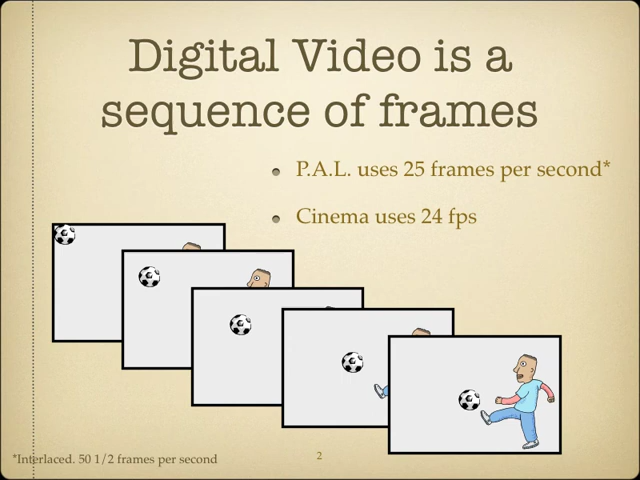 Digital Video is a
sequence of frames
P.A.L. uses 25 frames per second*
Cinema uses 24 fps
*Interlaced. 50 1/2 frames per second
2